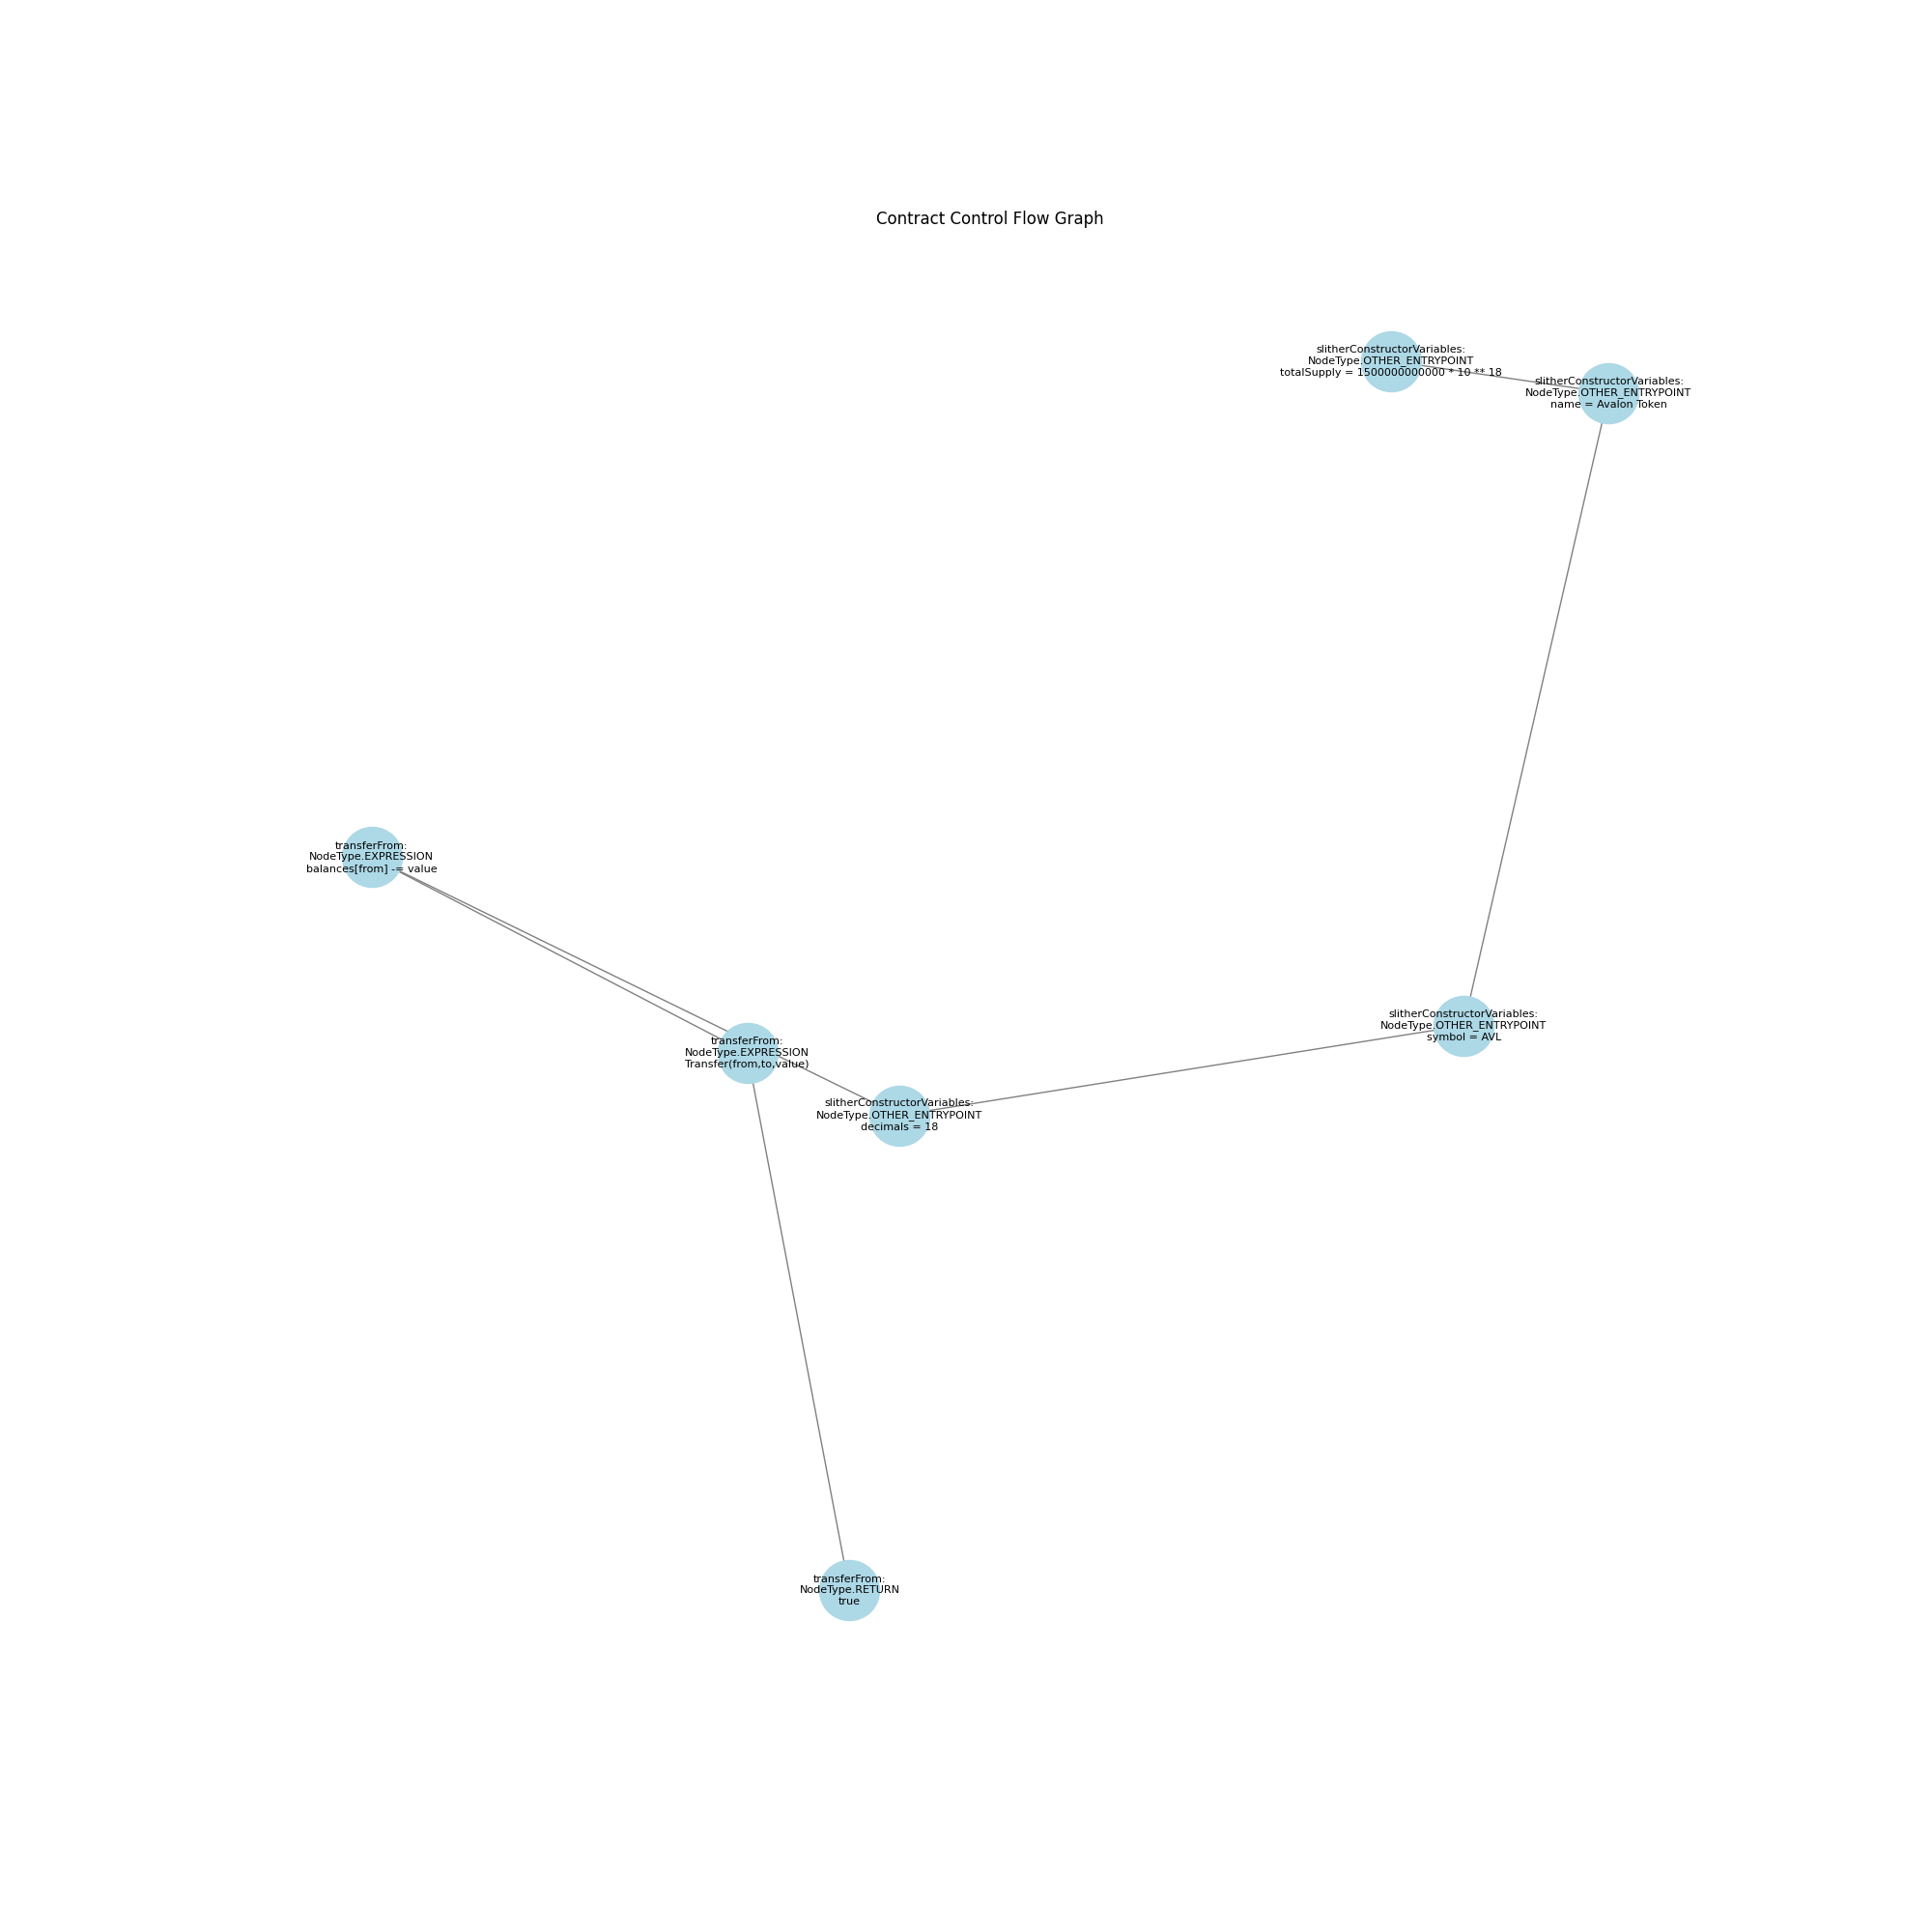 Contract Control Flow Graph
slitherConstructorVariables:
NodeType.OTHER_ENTRYPOINT
totalSupply = 1500000000000 * 10 ** 18
slitherConstructorVariables:
NodeType.OTHER_ENTRYPOINT
name = Avalon Token
transferFrom:
NodeType.EXPRESSION
balances[from] -= value
slitherConstructorVariables:
NodeType.OTHER_ENTRYPOINT
symbol = AVL
transferFrom:
NodeType.EXPRESSION
Transfer(from,to,value)
slitherConstructorVariables:
NodeType.OTHER_ENTRYPOINT
decimals = 18
transferFrom:
NodeType.RETURN
true